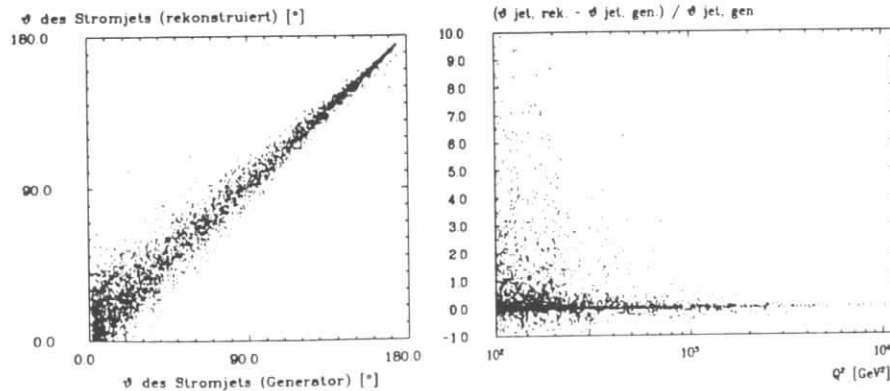 ϑ des Stromjets (rekonstruiert) [°]
180.0
90.0
0.0
0.0 90.0 180.0
ϑ des Stromjets (Generator) [°]
(ϑ jet, rek. - ϑ jet, gen.) / ϑ jet, gen
10.0
9.0
8.0
7.0
6.0
5.0
4.0
3.0
2.0
1.0
0.0
-1.0
10² 10³ 10⁴
Q² [GeV²]